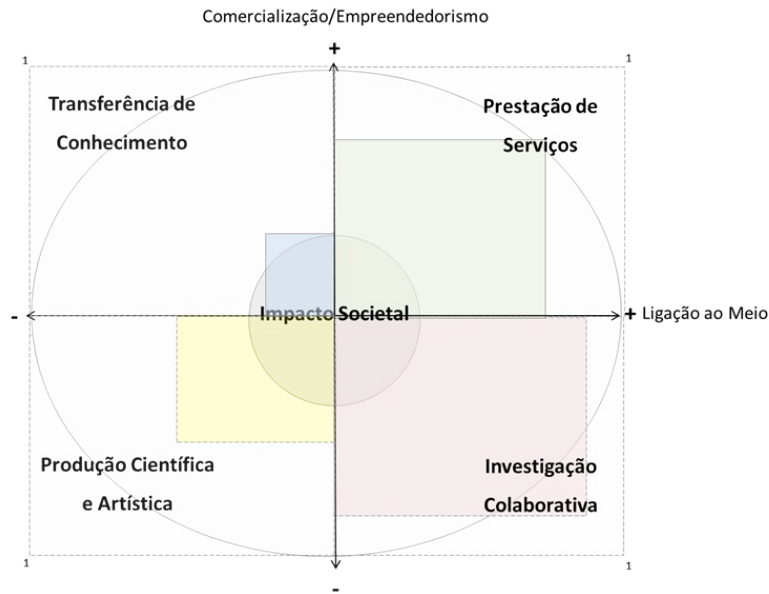 Comercialização/Empreendedorismo
+
1
1
Transferência de
Conhecimento
Prestação de
Serviços
-
Impacto Societal
+ Ligação ao Meio
Produção Científica
e Artística
Investigação
Colaborativa
1
1
-